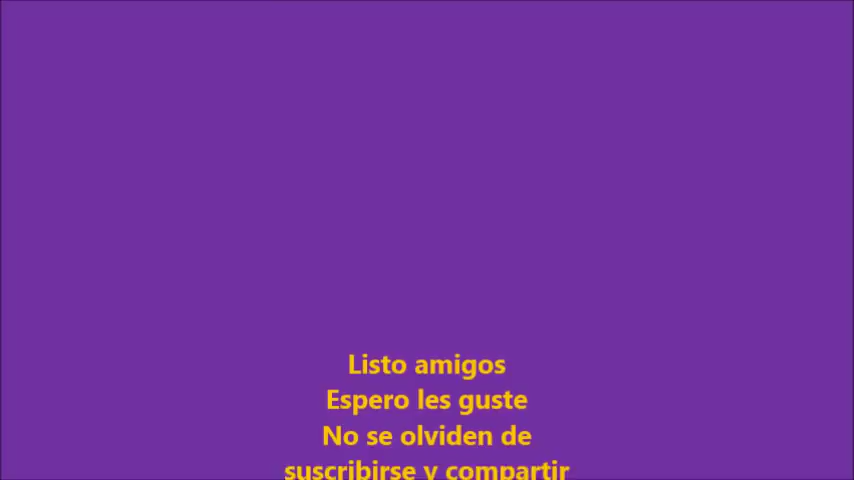 Listo amigos
Espero les guste
No se olviden de
suscribirse y compartir